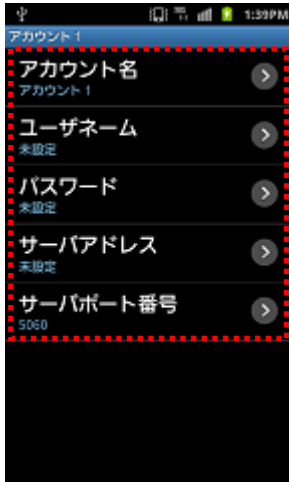 1:39PM
アカウント 1
アカウント名
アカウント 1
ユーザネーム
未設定
パスワード
未設定
サーバアドレス
未設定
サーバポート番号
5060